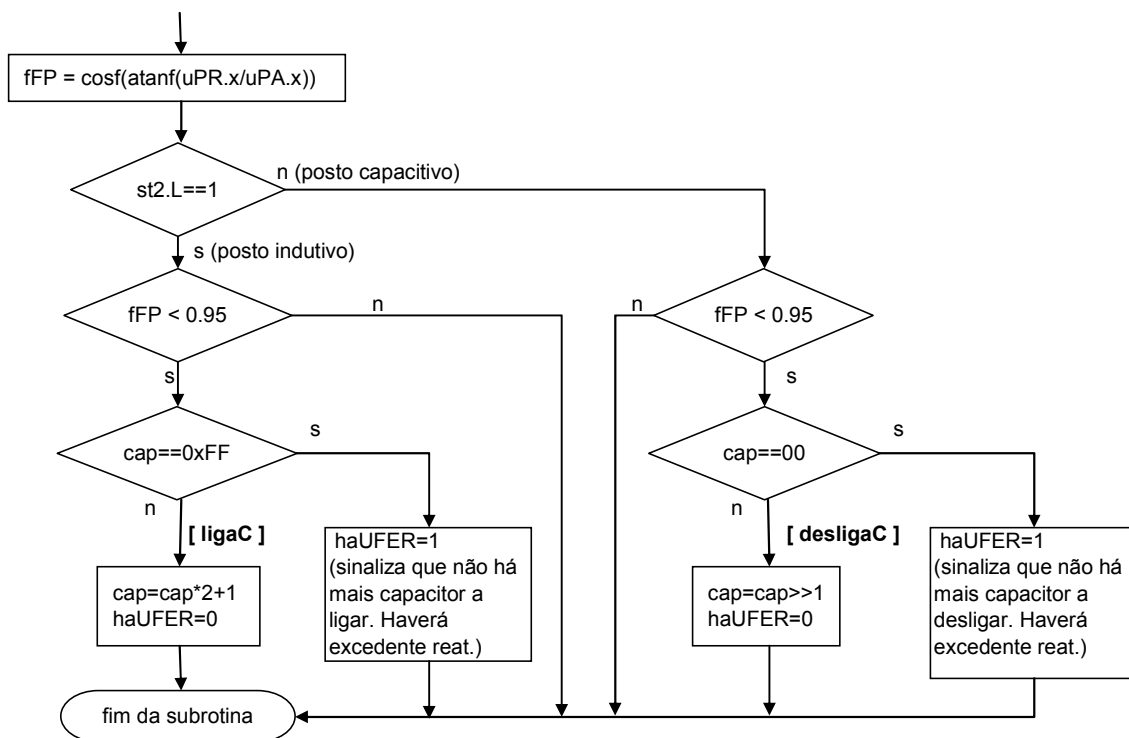 fFP = cosf(atanf(uPR.x/uPA.x))
st2.L==1
n (posto capacitivo)
s (posto indutivo)
fFP < 0.95
n
s
n
fFP < 0.95
s
cap==0xFF
s
n
cap==00
s
n
[ ligaC ]
[ desligaC ]
cap=cap*2+1
haUFER=0
haUFER=1
(sinaliza que não há
mais capacitor a
ligar. Haverá
excedente reat.)
cap=cap>>1
haUFER=0
haUFER=1
(sinaliza que não há
mais capacitor a
desligar. Haverá
excedente reat.)
fim da subrotina